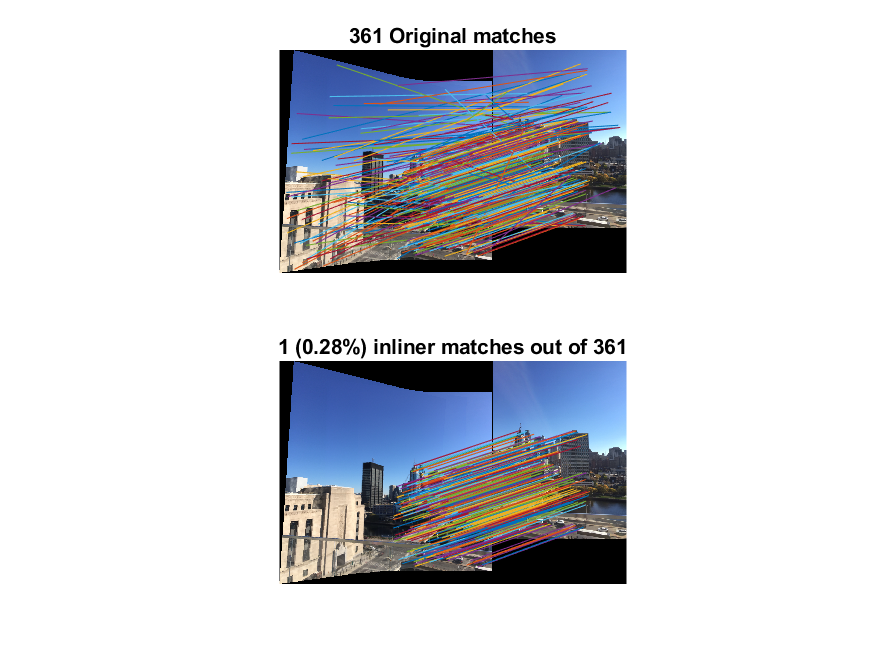 361 Original matches
1 (0.28%) inliner matches out of 361